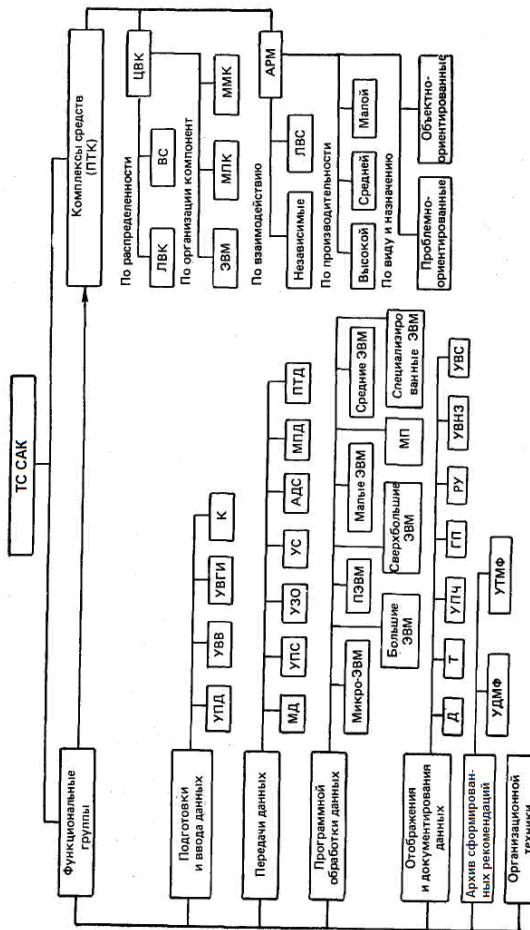 ТС САК
Функциональные
группы
Комплексы средств
(ПТК)
Подготовки
и ввода данных
УПД
УВВ
УВГИ
К
Передачи данных
МД
УПС
УЗО
УС
АДС
МПД
ПТД
Программной
обработки данных
Микро-ЭВМ
ПЭВМ
Малые ЭВМ
Средние ЭВМ
Большие
ЭВМ
Сверхбольшие
ЭВМ
МП
Специализиро
ванные ЭВМ
Отображения
и документирования
данных
Д
Т
УПЧ
ГП
РУ
УВНЗ
УВС
Архив сформирован-
ных рекомендаций
УДМФ
УТМФ
Организационной
техники
По распределенности
ЦВК
ЛВК
ВС
По организации компонент
ЭВМ
МПК
ММК
По взаимодействию
АРМ
Независимые
ЛВС
По производительности
Высокой
Средней
Малой
По виду и назначению
Проблемно-
ориентированные
Объектно-
ориентированные